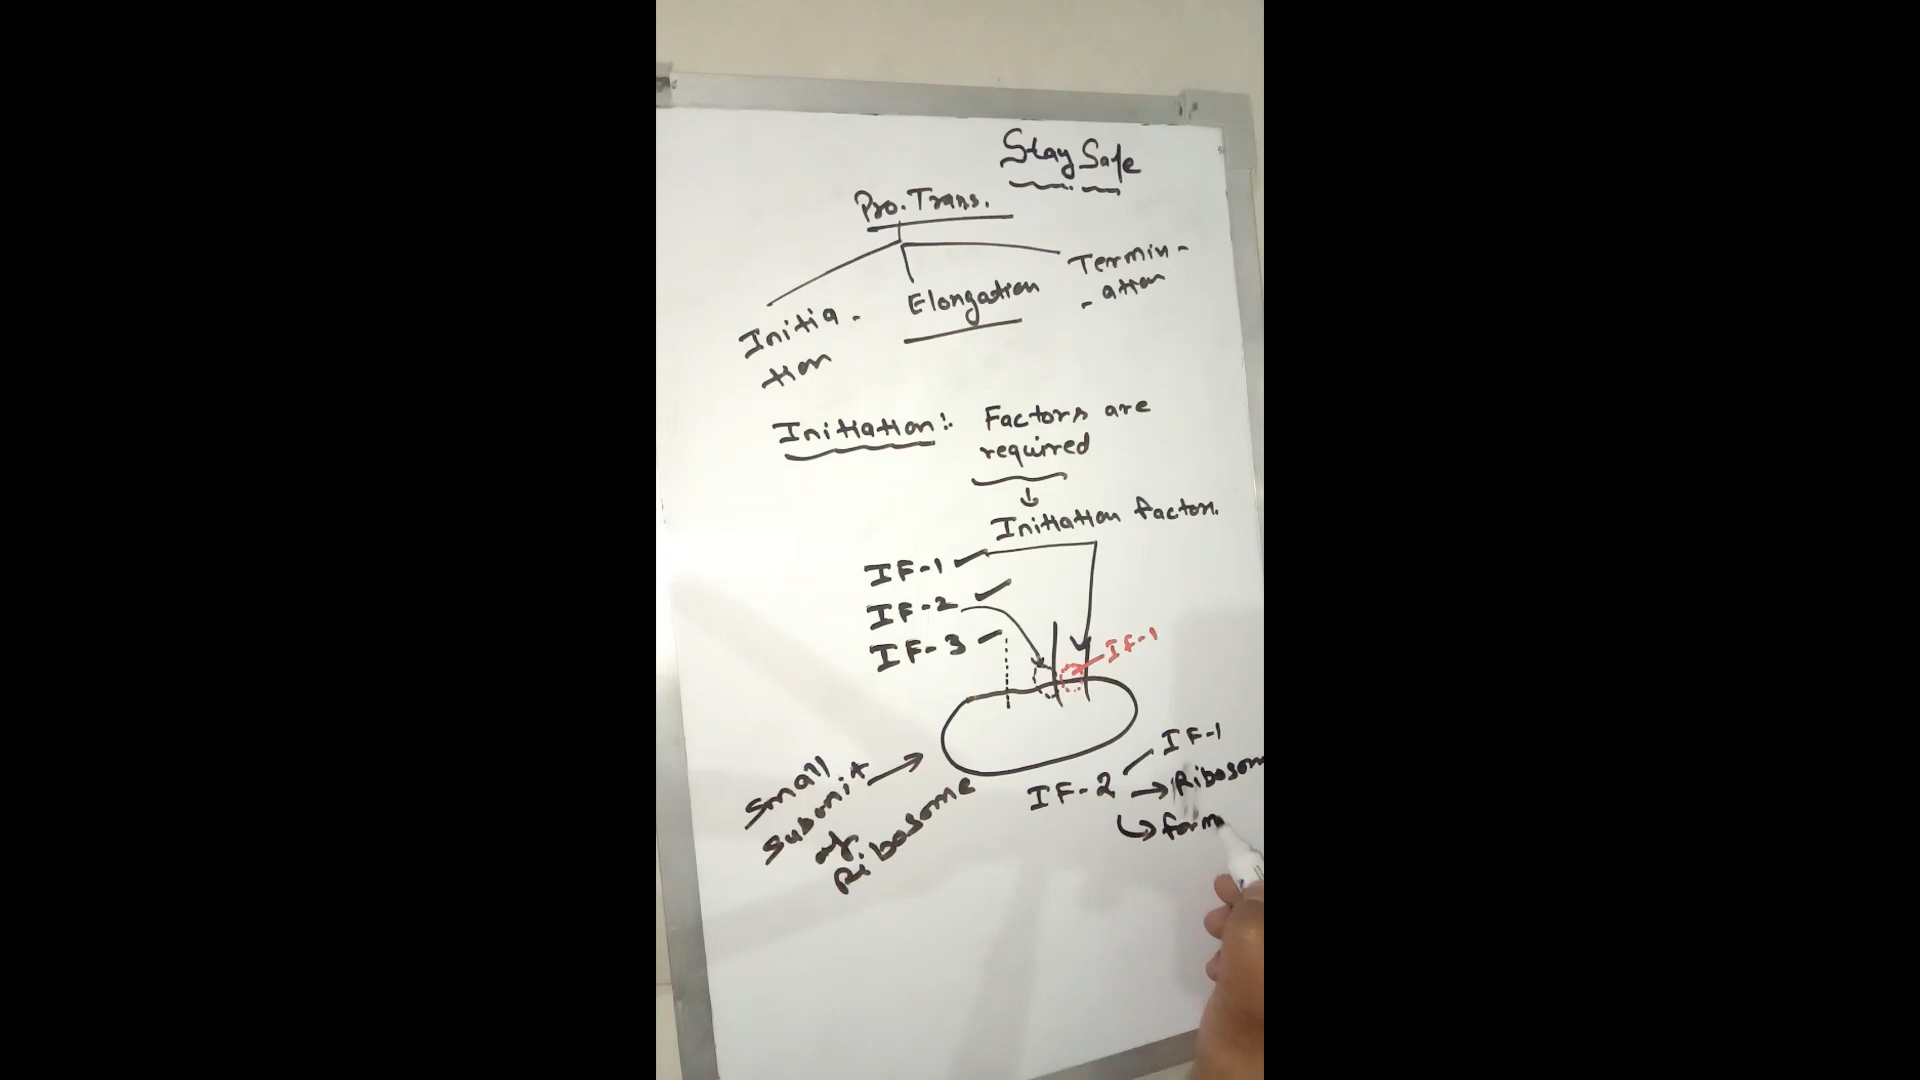 Stay Safe
Pro. Trans.
Initia-
tion
Elongation
Termin-
-ation
Initiation:-
Factors are
required
Initiation factors.
IF-1
IF-2
IF-3
IF-1
small
subunit
of
Ribosome
IF-2
IF-1
Ribosom
form